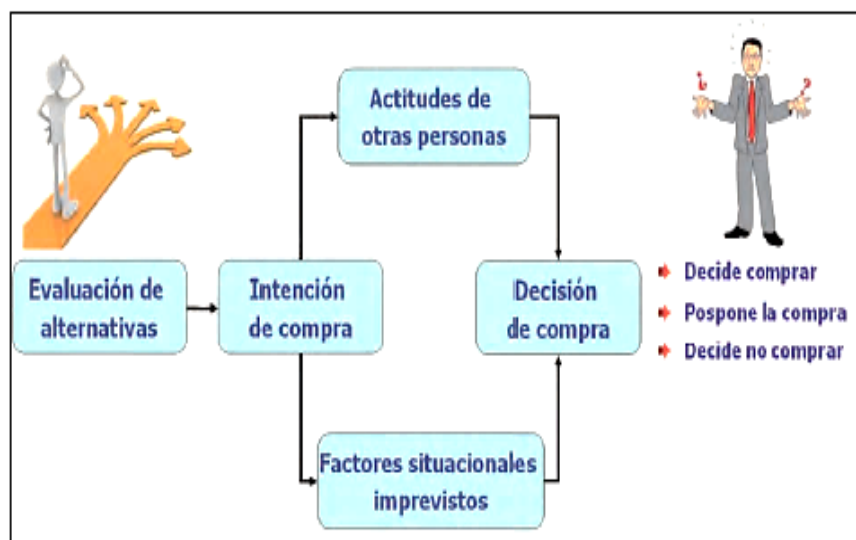 Actitudes de
otras personas
¿ ?
Evaluación de
alternativas
Intención
de compra
Decisión
de compra
Decide comprar
Pospone la compra
Decide no comprar
Factores situacionales
imprevistos